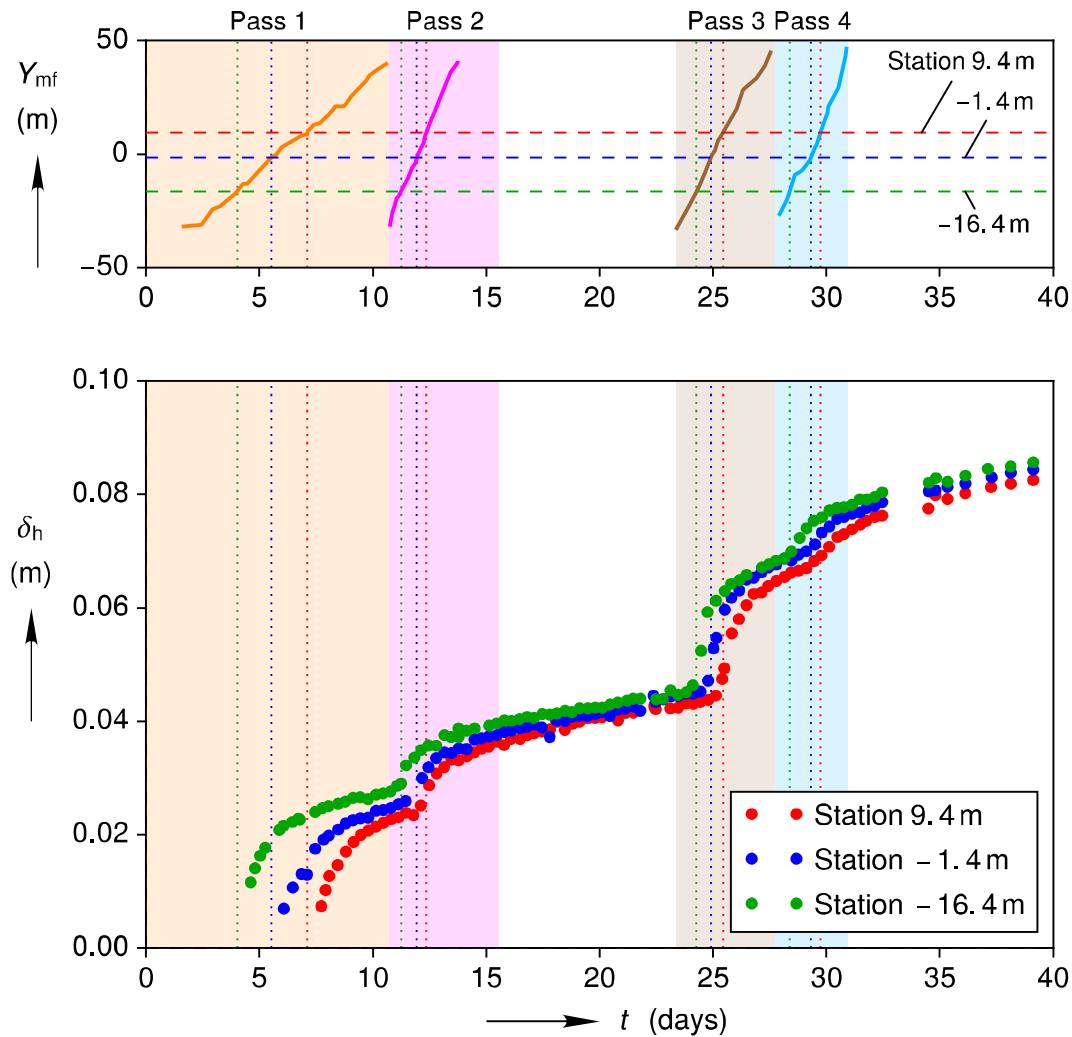 Pass 1 Pass 2 Pass 3 Pass 4
50
Y mf
(m)
0
−50
Station 9.4 m
−1.4 m
−16.4 m
0 5 10 15 20 25 30 35 40
0.10
0.08
δh
(m)
0.06
0.04
0.02
0.00
Station 9.4 m
Station −1.4 m
Station −16.4 m
0 5 10 15 20 25 30 35 40
t (days)